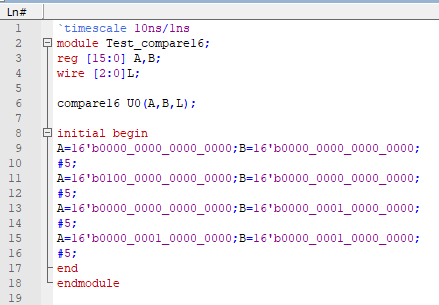 Ln#
1 `timescale 10ns/1ns
2 module Test_compare16;
3 reg [15:0] A,B;
4 wire [2:0]L;
5
6 compare16 U0(A,B,L);
7
8 initial begin
9 A=16'b0000_0000_0000_0000;B=16'b0000_0000_0000_0000;
10 #5;
11 A=16'b0100_0000_0000_0000;B=16'b0000_0000_0000_0000;
12 #5;
13 A=16'b0000_0000_0000_0000;B=16'b0000_0001_0000_0000;
14 #5;
15 A=16'b0000_0001_0000_0000;B=16'b0000_0001_0000_0000;
16 #5;
17 end
18 endmodule
19